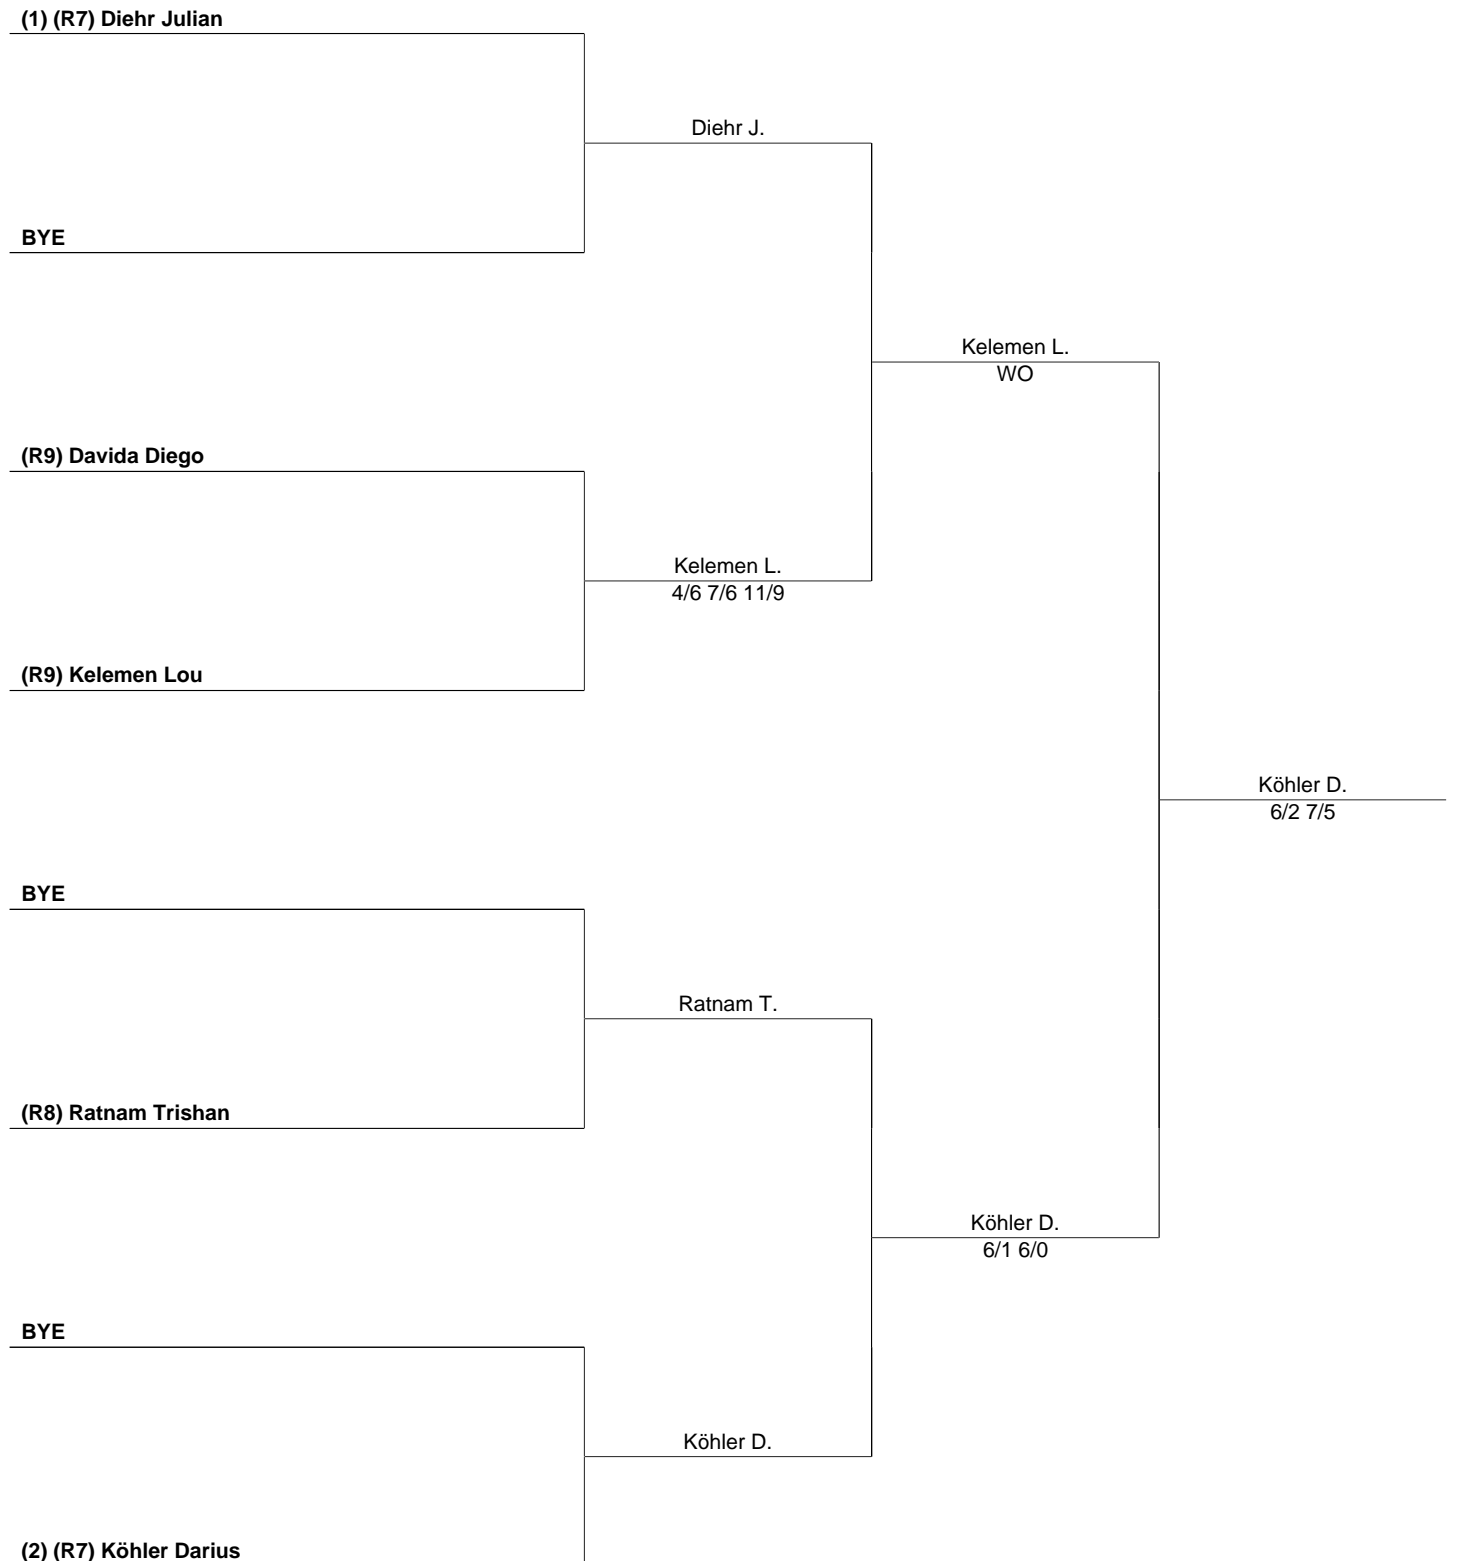 (1) (R7) Diehr Julian
Diehr J.
BYE
Kelemen L.
WO
(R9) Davida Diego
Kelemen L.
4/6 7/6 11/9
(R9) Kelemen Lou
Köhler D.
6/2 7/5
BYE
Ratnam T.
(R8) Ratnam Trishan
Köhler D.
6/1 6/0
BYE
Köhler D.
(2) (R7) Köhler Darius